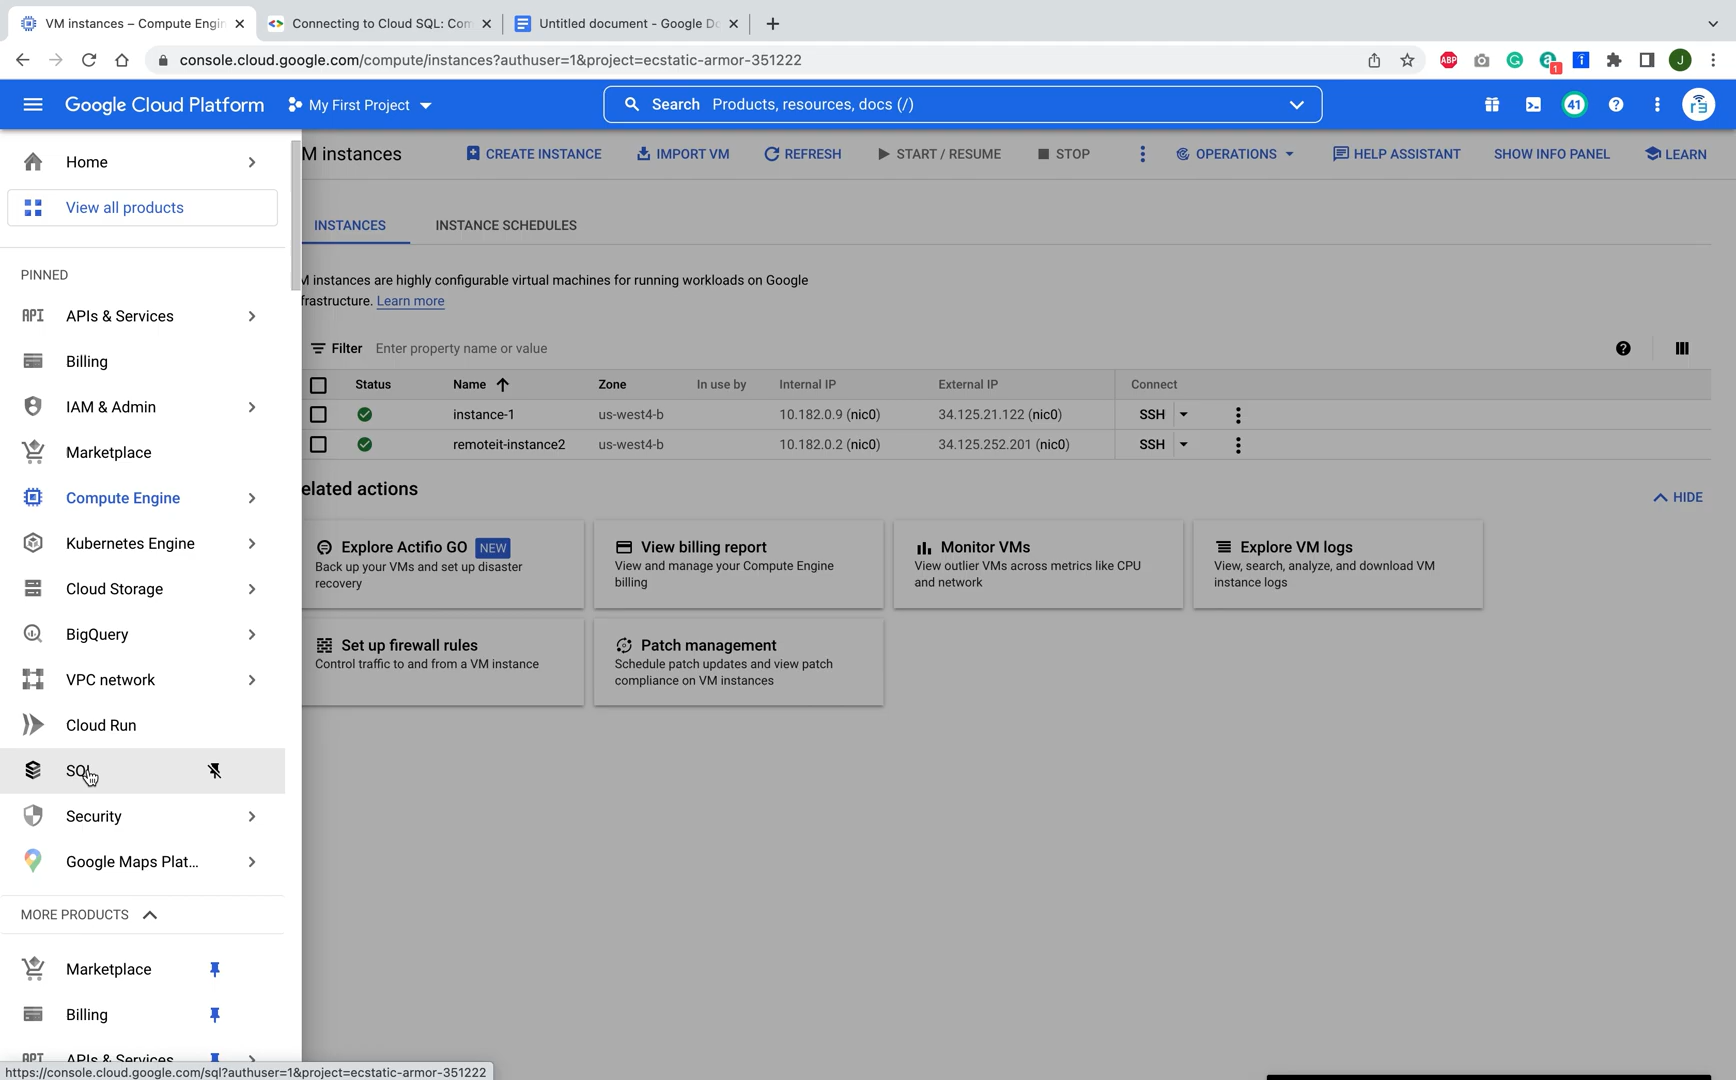 VM instances – Compute Engin
Connecting to Cloud SQL: Com
Untitled document - Google Do
console.cloud.google.com/compute/instances?authuser=1&project=ecstatic-armor-351222
ABP
1
J
Google Cloud Platform
My First Project
Search Products, resources, docs (/)
41
Home
View all products
PINNED
API APIs & Services
Billing
IAM & Admin
Marketplace
Compute Engine
Kubernetes Engine
Cloud Storage
BigQuery
VPC network
Cloud Run
SQL
Security
Google Maps Plat...
MORE PRODUCTS
Marketplace
Billing
API APIs & Services
https://console.cloud.google.com/sql?authuser=1&project=ecstatic-armor-351222
M instances
CREATE INSTANCE
IMPORT VM
REFRESH
START / RESUME
STOP
OPERATIONS
HELP ASSISTANT
SHOW INFO PANEL
LEARN
INSTANCES
INSTANCE SCHEDULES
M instances are highly configurable virtual machines for running workloads on Google
frastructure. Learn more
Filter Enter property name or value
Status Name Zone In use by Internal IP External IP Connect
instance-1 us-west4-b 10.182.0.9 (nic0) 34.125.21.122 (nic0) SSH
remoteit-instance2 us-west4-b 10.182.0.2 (nic0) 34.125.252.201 (nic0) SSH
elated actions
HIDE
Explore Actifio GO NEW
Back up your VMs and set up disaster
recovery
View billing report
View and manage your Compute Engine
billing
Monitor VMs
View outlier VMs across metrics like CPU
and network
Explore VM logs
View, search, analyze, and download VM
instance logs
Set up firewall rules
Control traffic to and from a VM instance
Patch management
Schedule patch updates and view patch
compliance on VM instances